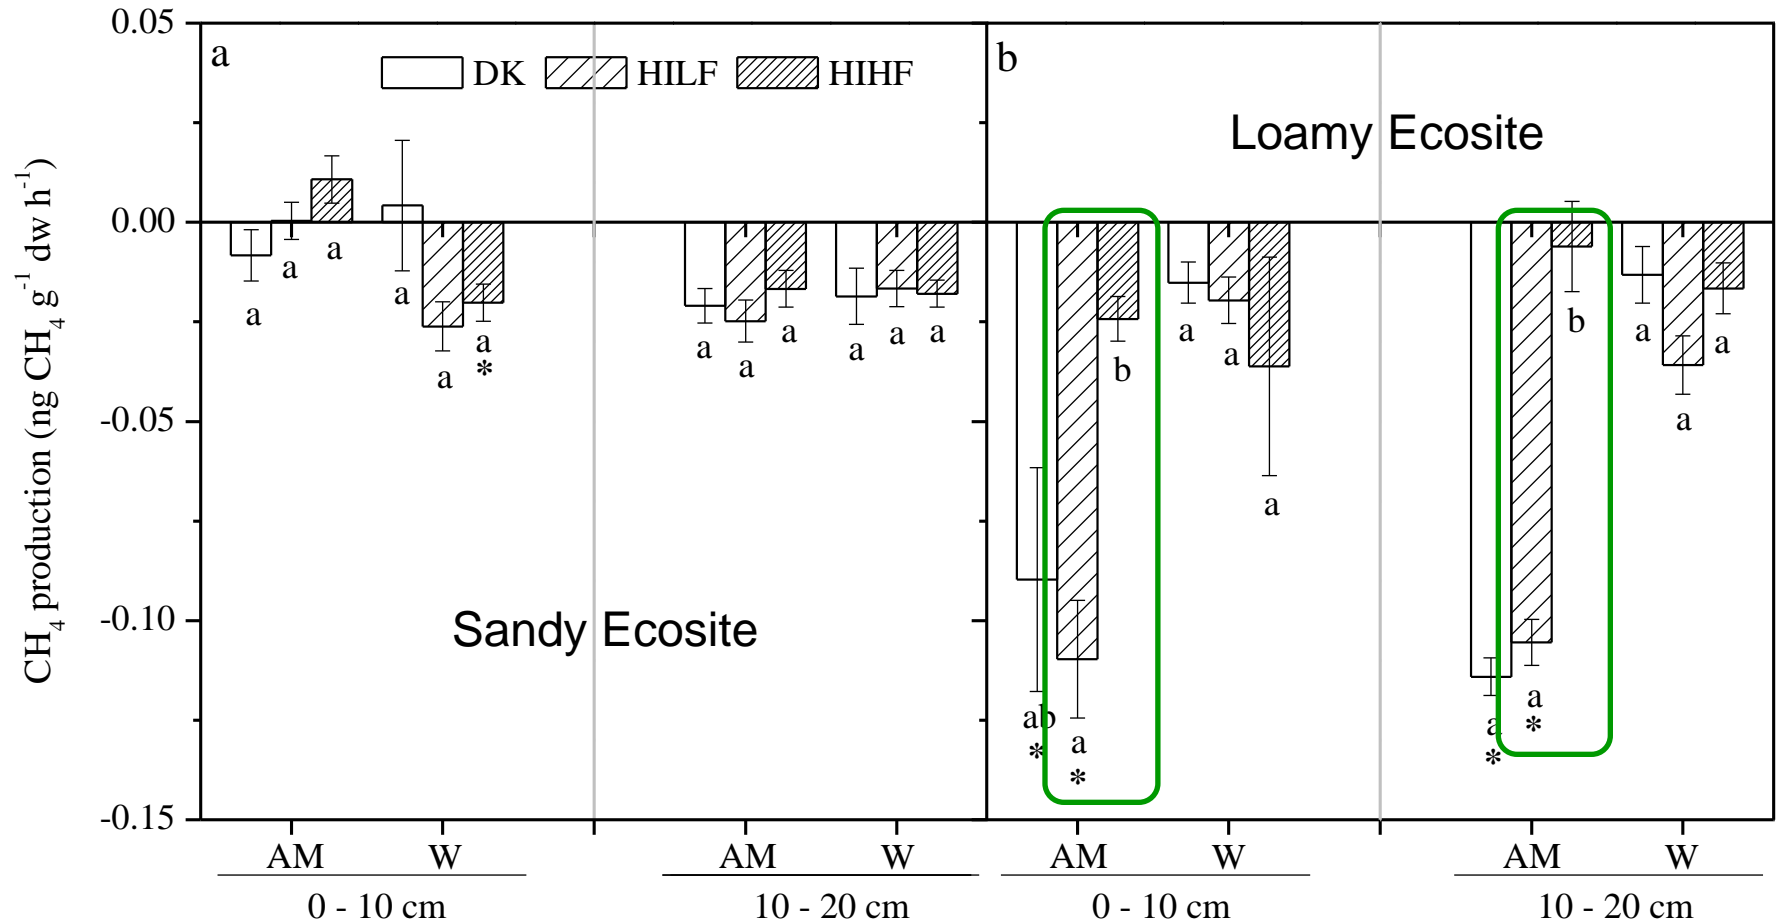 0.05
0.00
-0.05
-0.10
-0.15
CH4 production (ng CH4 g-1 dw h-1)
a
DK HILF HIHF
Sandy Ecosite
a a a a a a *
a a a a a a
b
Loamy Ecosite
ab * a * b a a a
a * a * b a a a
AM W AM W AM W AM W
0 - 10 cm 10 - 20 cm 0 - 10 cm 10 - 20 cm